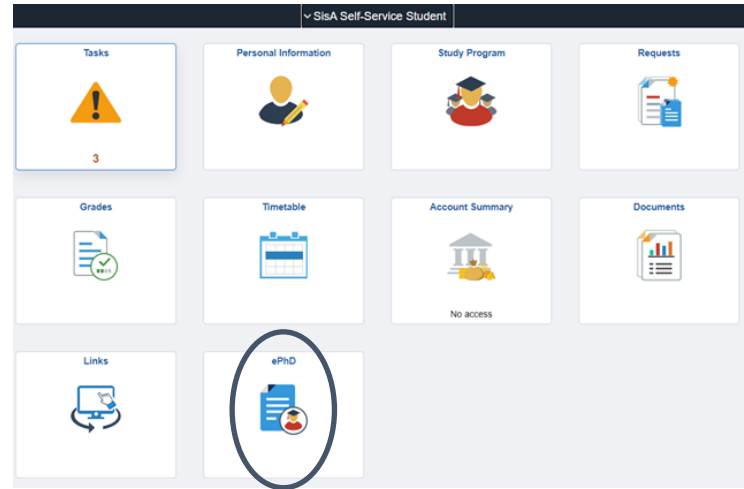 SisA Self-Service Student
Tasks
Personal Information
Study Program
Requests
3
Grades
Timetable
Account Summary
Documents
No access
Links
ePhD